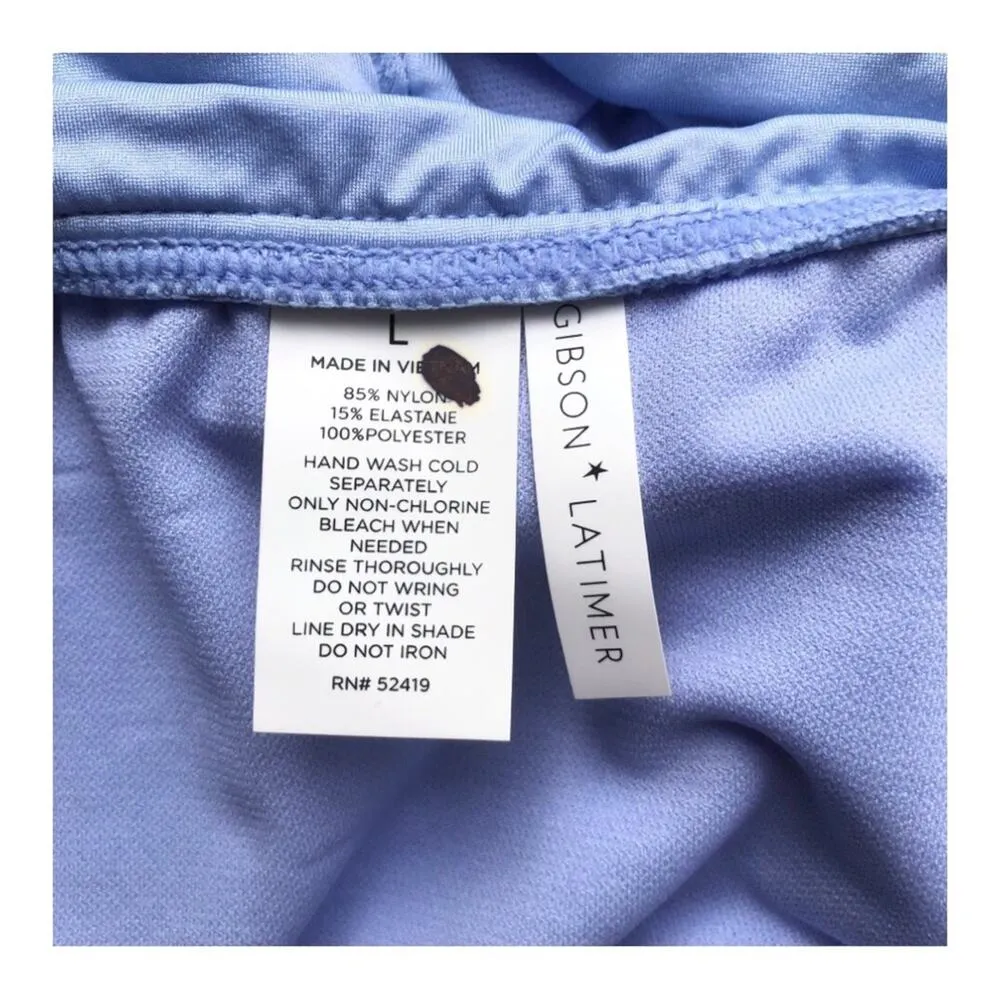 L
MADE IN
85% NYLON
15% ELASTANE
100%POLYESTER
HAND WASH COLD
SEPARATELY
ONLY NON-CHLORINE
BLEACH WHEN
NEEDED
RINSE THOROUGHLY
DO NOT WRING
OR TWIST
LINE DRY IN SHADE
DO NOT IRON
RN# 52419
GIBSON ★ LATIMER